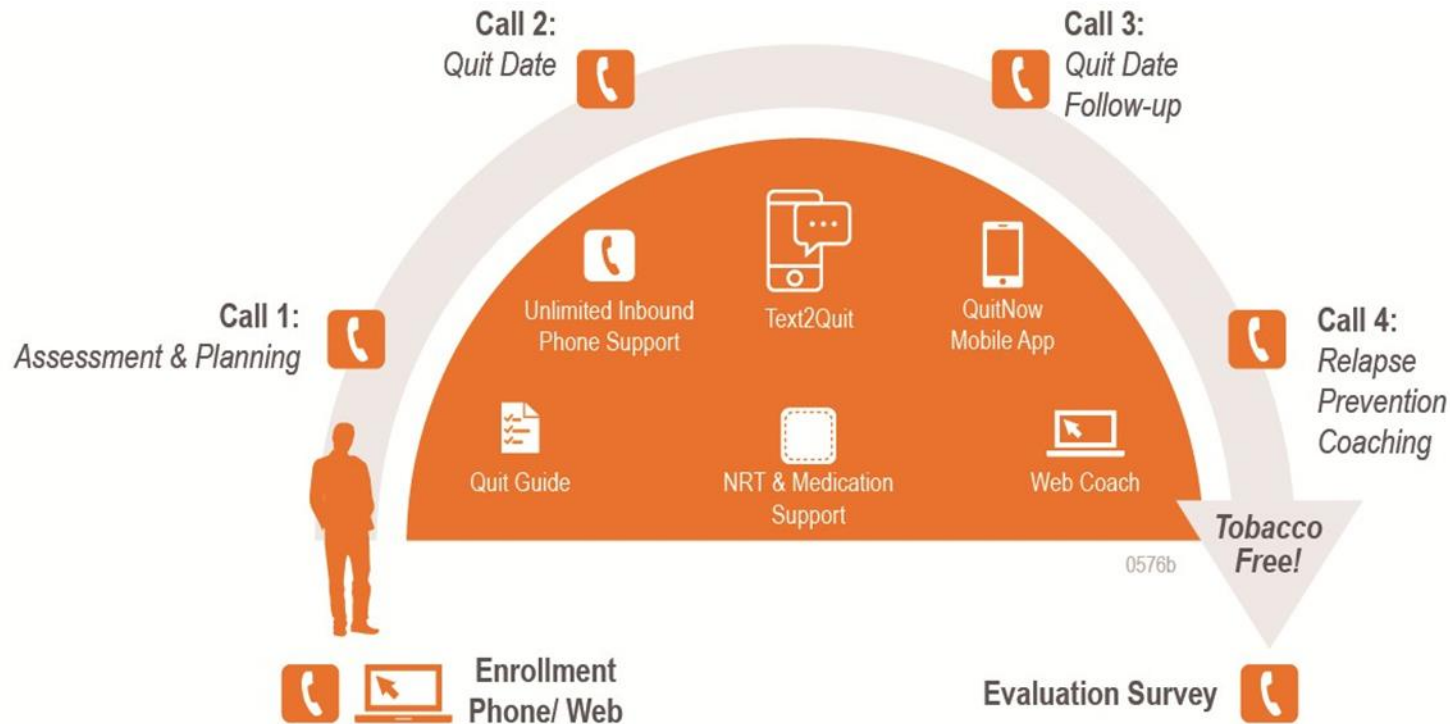 Call 2:
Quit Date
Call 3:
Quit Date
Follow-up
Call 1:
Assessment & Planning
Unlimited Inbound
Phone Support
Text2Quit
QuitNow
Mobile App
Call 4:
Relapse
Prevention
Coaching
Quit Guide
NRT & Medication
Support
Web Coach
Tobacco
Free!
0576b
Enrollment
Phone/ Web
Evaluation Survey